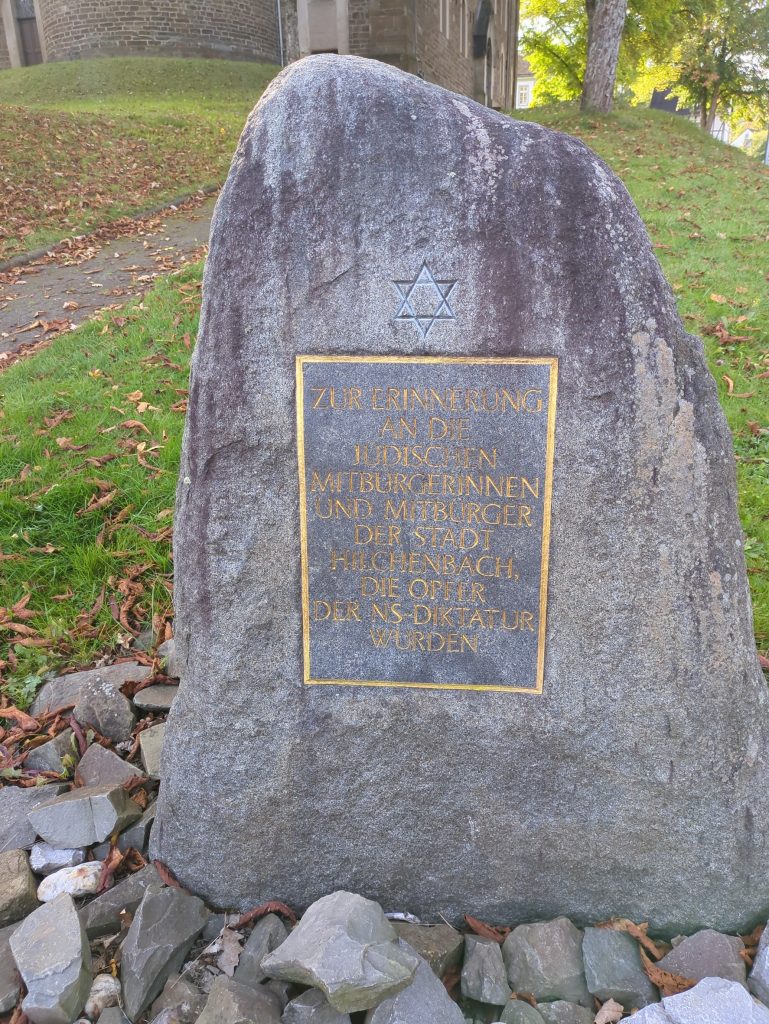 ZUR ERINNERUNG
AN DIE
JÜDISCHEN
MITBÜRGERINNEN
UND MITBÜRGER
DER STADT
HILCHENBACH,
DIE OPFER
DER NS-DIKTATUR
WURDEN